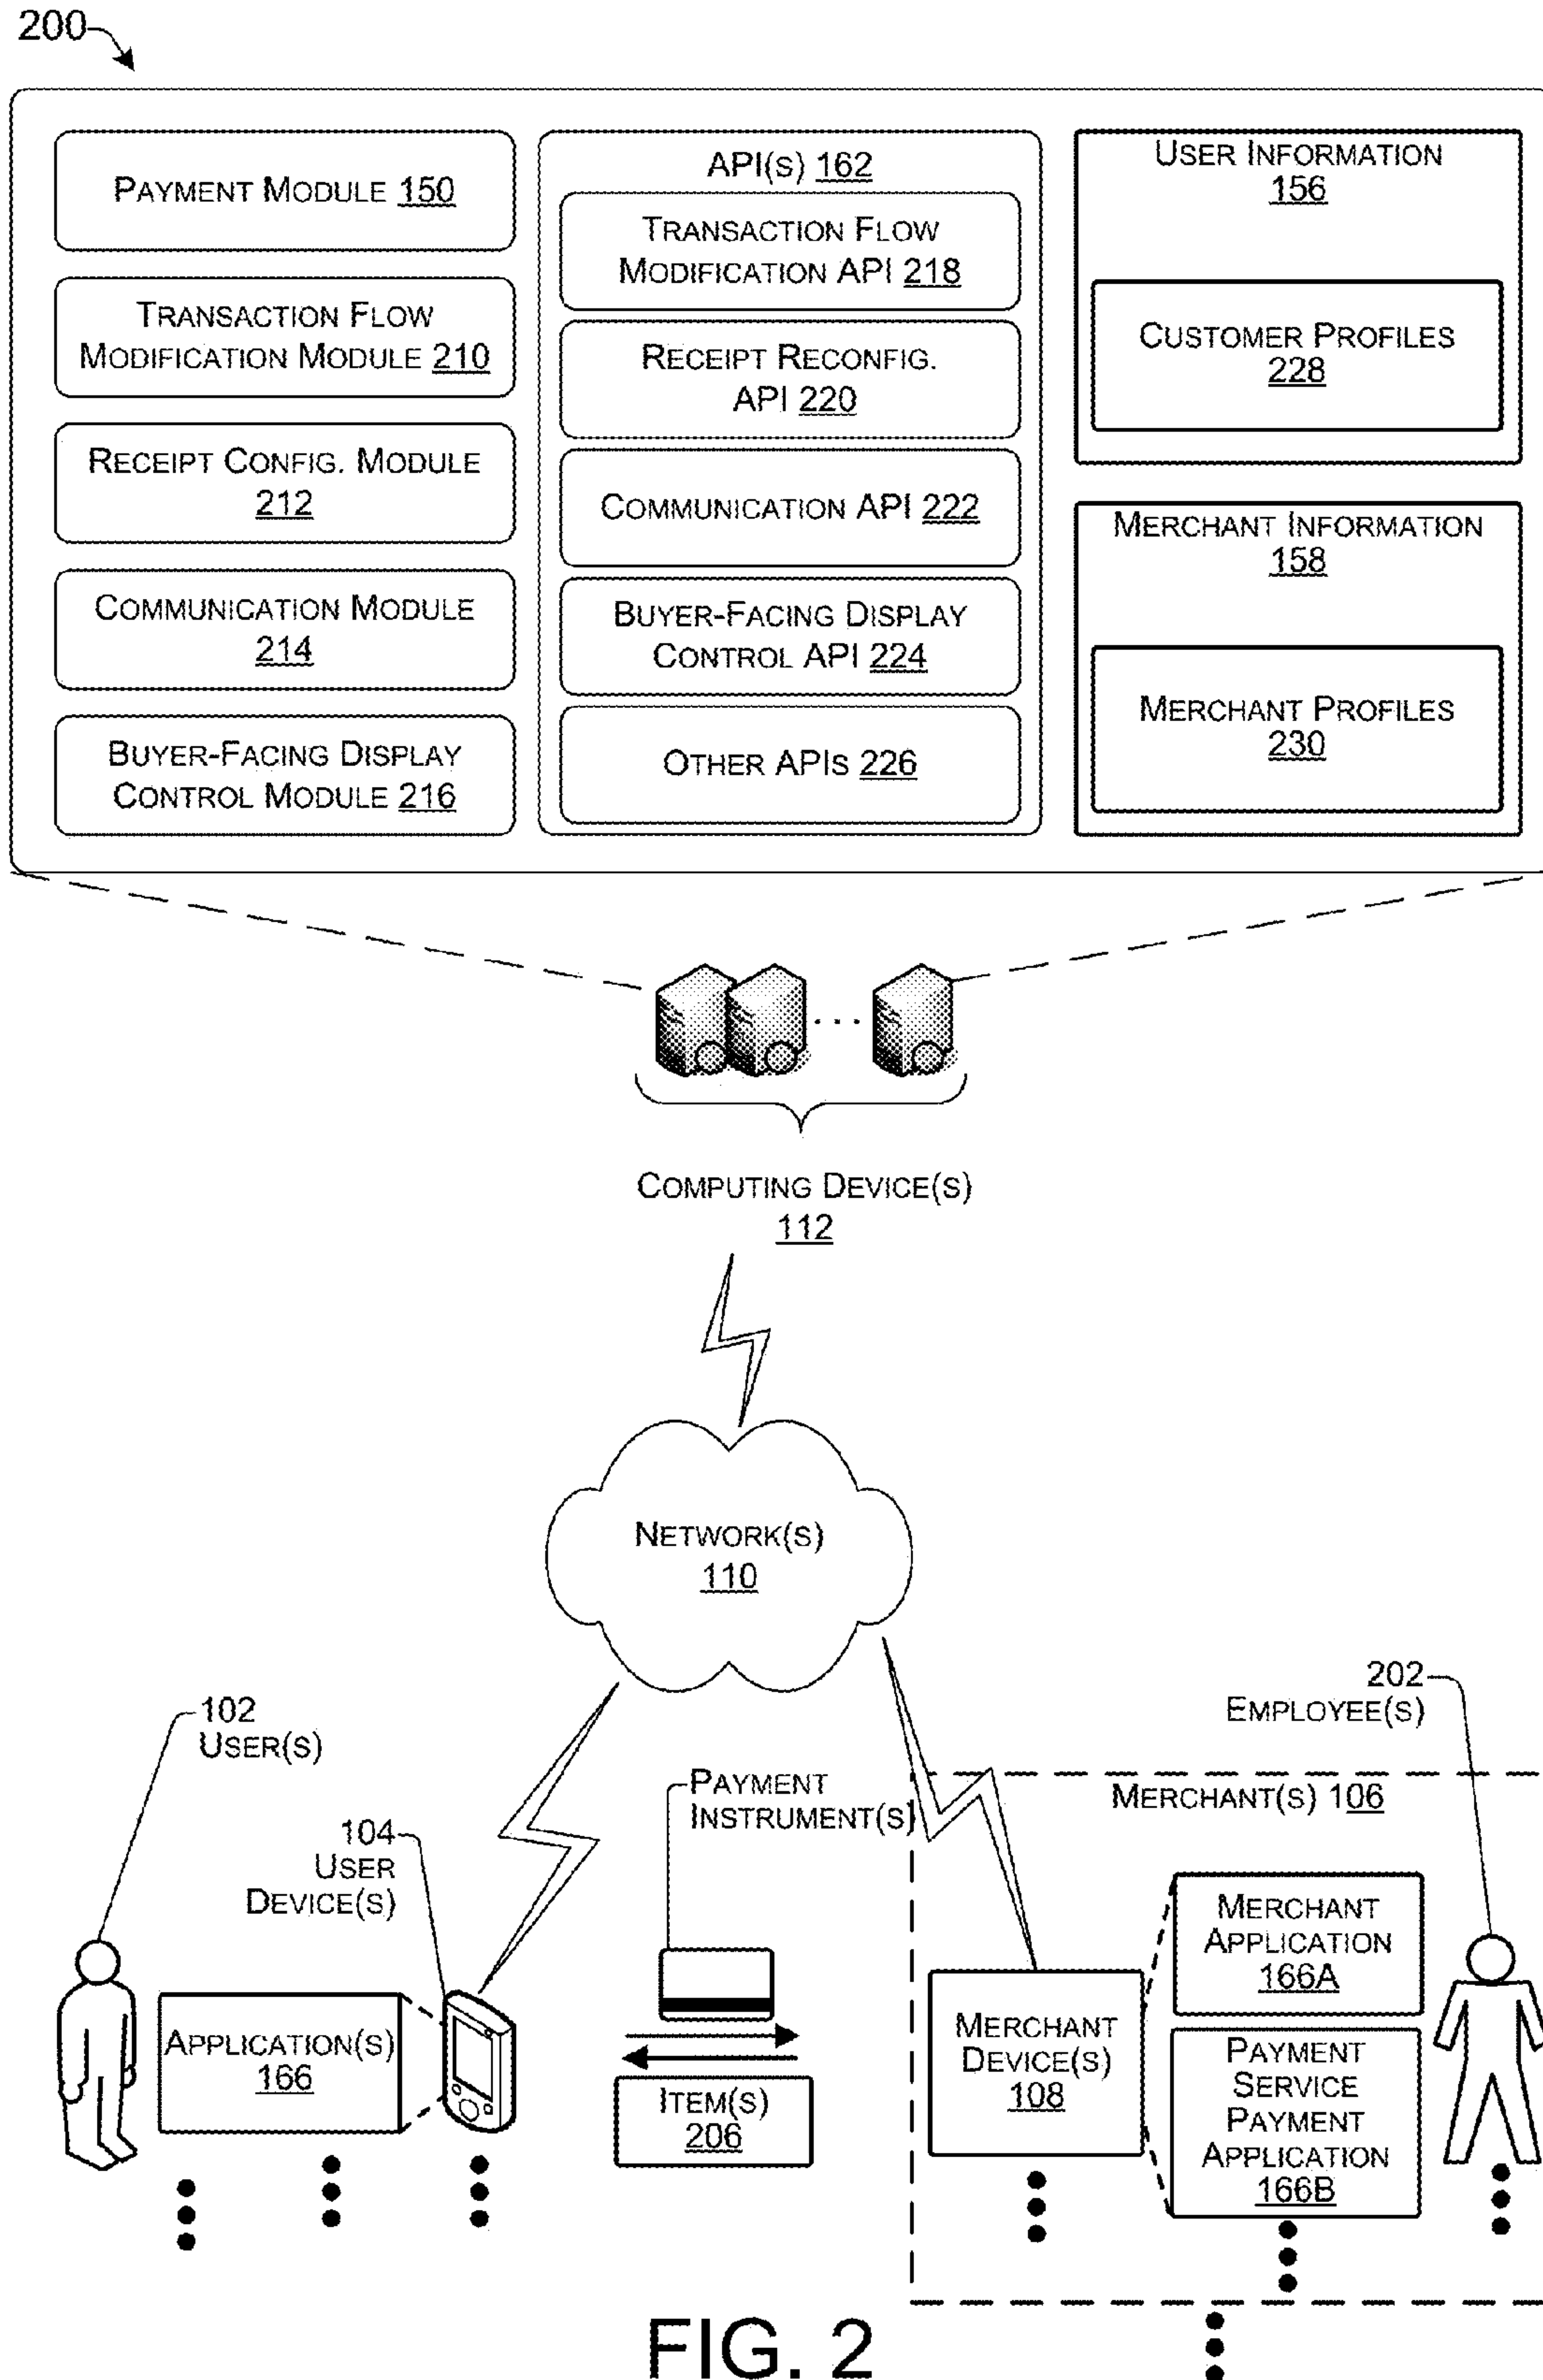 200
PAYMENT MODULE 150
TRANSACTION FLOW
MODIFICATION MODULE 210
RECEIPT CONFIG. MODULE
212
COMMUNICATION MODULE
214
BUYER-FACING DISPLAY
CONTROL MODULE 216
API(S) 162
TRANSACTION FLOW
MODIFICATION API 218
RECEIPT RECONFIG.
API 220
COMMUNICATION API 222
BUYER-FACING DISPLAY
CONTROL API 224
OTHER APIS 226
USER INFORMATION
156
CUSTOMER PROFILES
228
MERCHANT INFORMATION
158
MERCHANT PROFILES
230
COMPUTING DEVICE(S)
112
NETWORK(S)
110
102
USER(S)
104
USER
DEVICE(S)
APPLICATION(S)
166
PAYMENT
INSTRUMENT(S)
ITEM(S)
206
202
EMPLOYEE(S)
MERCHANT(S) 106
MERCHANT
DEVICE(S)
108
MERCHANT
APPLICATION
166A
PAYMENT
SERVICE
PAYMENT
APPLICATION
166B
FIG. 2